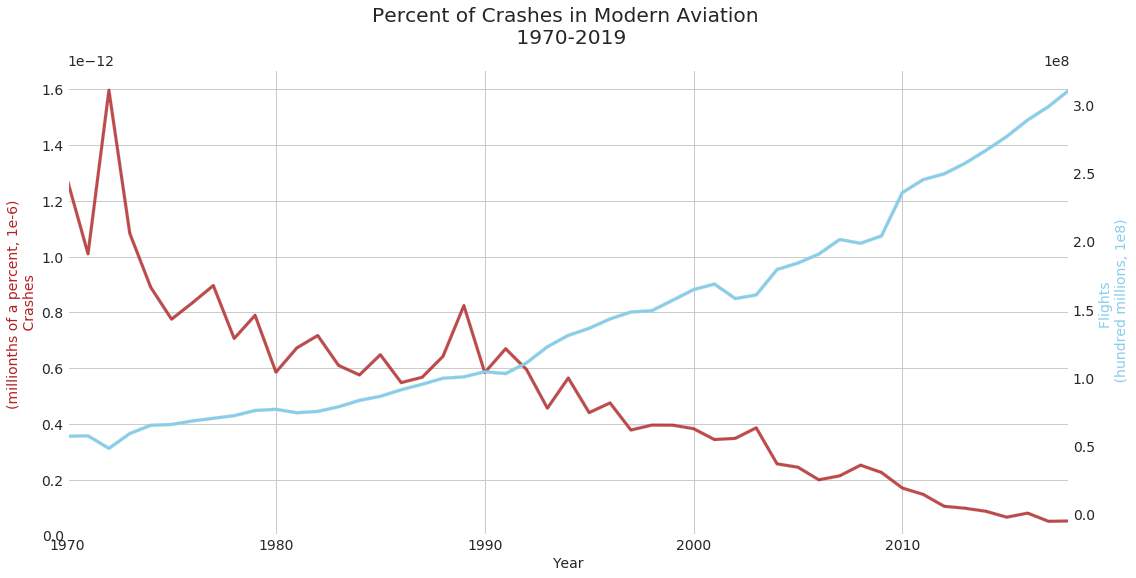 Percent of Crashes in Modern Aviation
1970-2019
1e−12
1e8
1.6
1.4
1.2
1.0
0.8
0.6
0.4
0.2
0.0
(millionths of a percent, 1e-6)
Crashes
3.0
2.5
2.0
1.5
1.0
0.5
0.0
Flights
(hundred millions, 1e8)
1970
1980
1990
2000
2010
Year